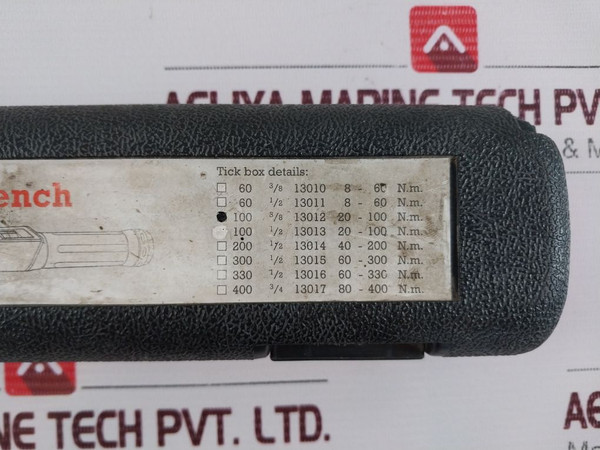 AELIYA MARINE TECH PVT
& M
ench
Tick box details:
60 3/8 13010 8 - 60 N.m.
60 1/2 13011 8 - 60 N.m.
100 3/8 13012 20 - 100 N.m.
100 1/2 13013 20 - 100 N.m.
200 1/2 13014 40 - 200 N.m.
300 1/2 13015 60 - 300 N.m.
330 1/2 13016 60 - 330 N.m.
400 3/4 13017 80 - 400 N.m.
NE TECH PVT. LTD.
AE
Ma